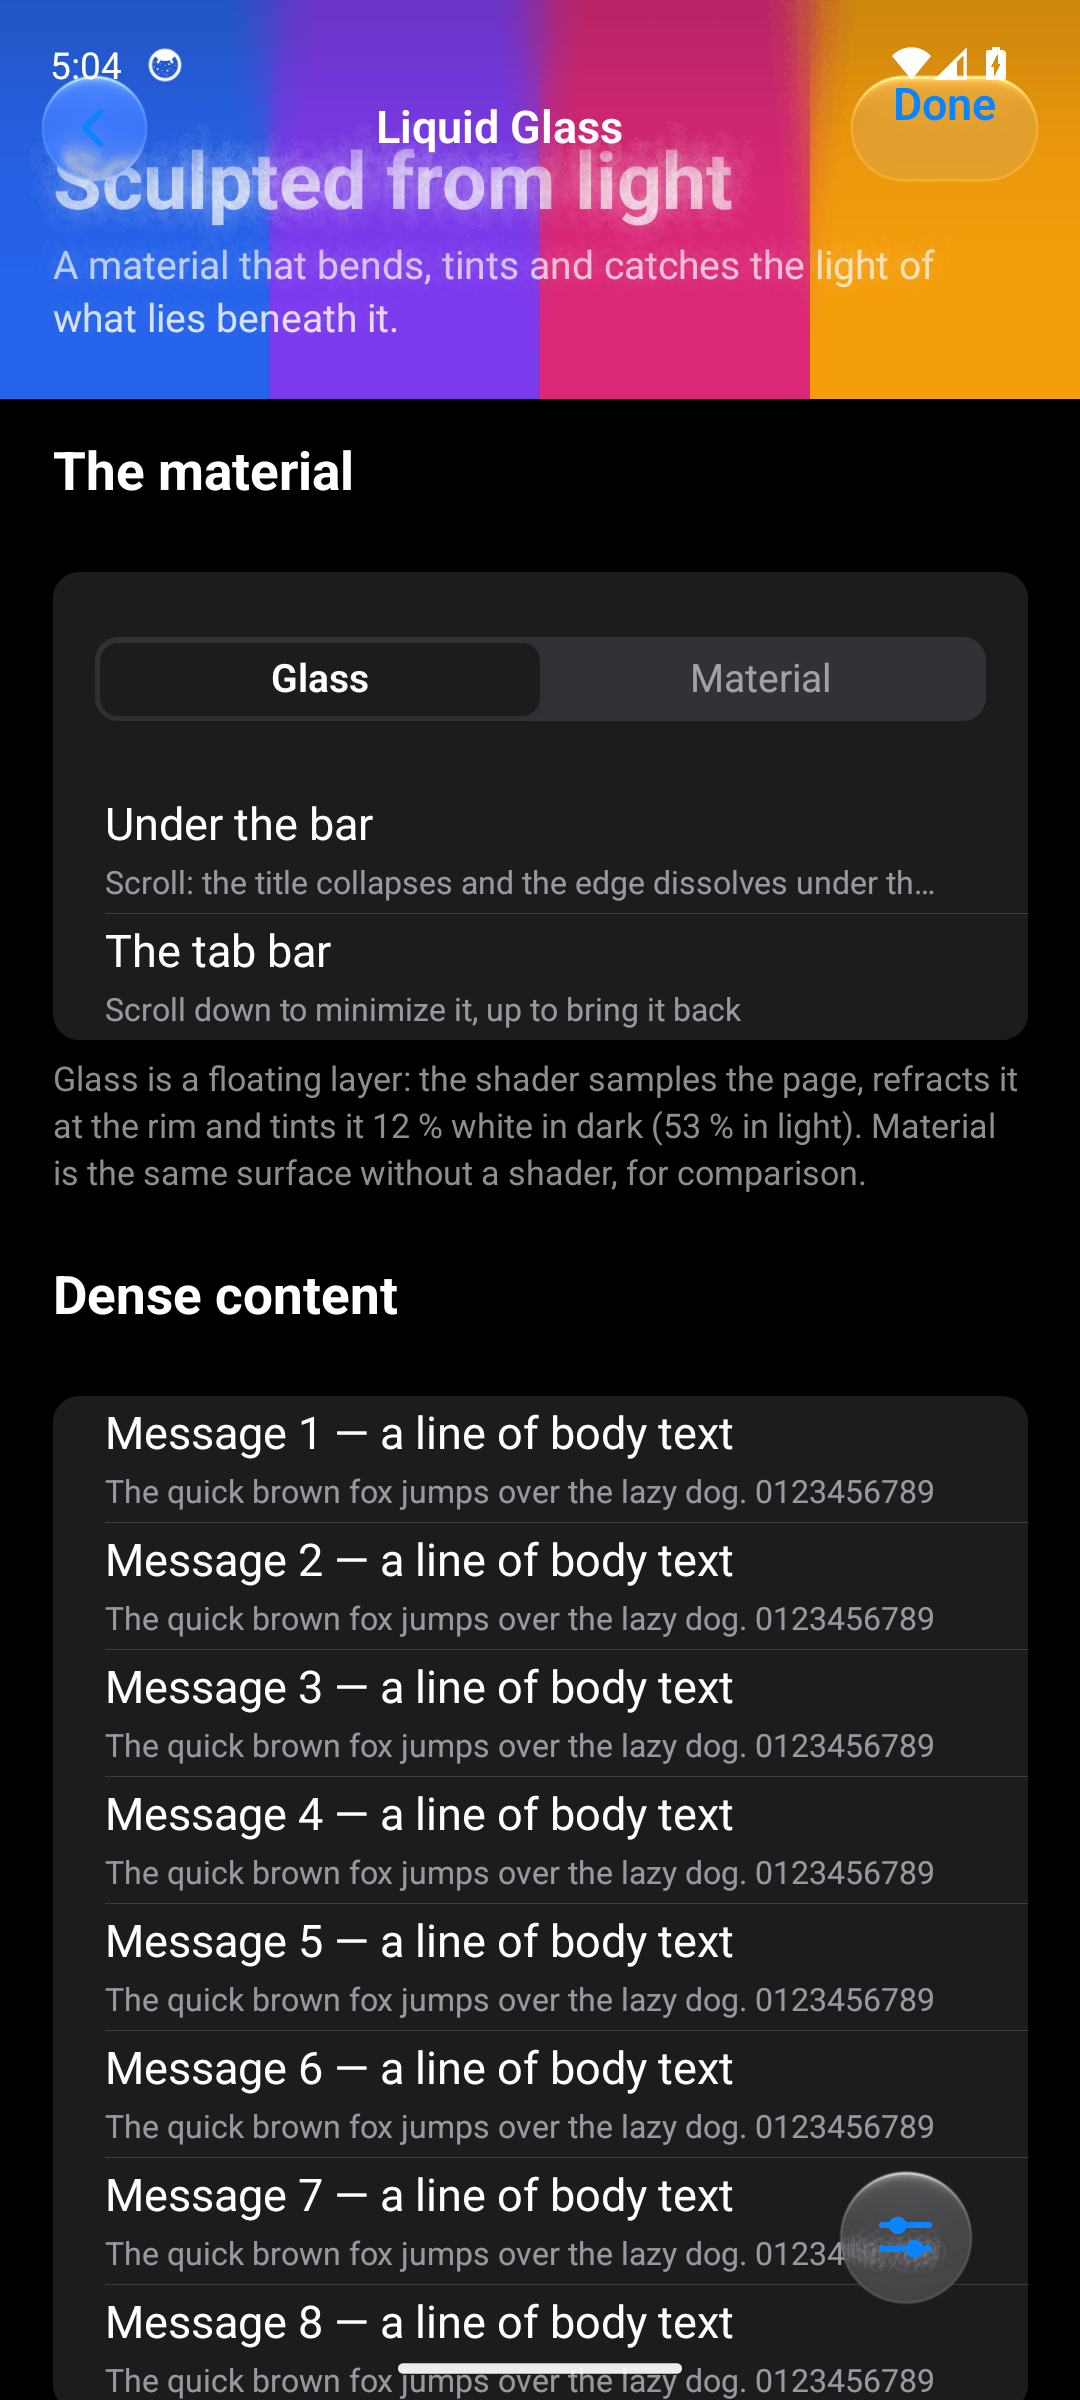 5:04
Liquid Glass
Done
Sculpted from light
A material that bends, tints and catches the light of
what lies beneath it.
The material
Glass
Material
Under the bar
Scroll: the title collapses and the edge dissolves under th…
The tab bar
Scroll down to minimize it, up to bring it back
Glass is a floating layer: the shader samples the page, refracts it
at the rim and tints it 12 % white in dark (53 % in light). Material
is the same surface without a shader, for comparison.
Dense content
Message 1 — a line of body text
The quick brown fox jumps over the lazy dog. 0123456789
Message 2 — a line of body text
The quick brown fox jumps over the lazy dog. 0123456789
Message 3 — a line of body text
The quick brown fox jumps over the lazy dog. 0123456789
Message 4 — a line of body text
The quick brown fox jumps over the lazy dog. 0123456789
Message 5 — a line of body text
The quick brown fox jumps over the lazy dog. 0123456789
Message 6 — a line of body text
The quick brown fox jumps over the lazy dog. 0123456789
Message 7 — a line of body text
The quick brown fox jumps over the lazy dog. 01234
Message 8 — a line of body text
The quick brown fox jumps over the lazy dog. 0123456789